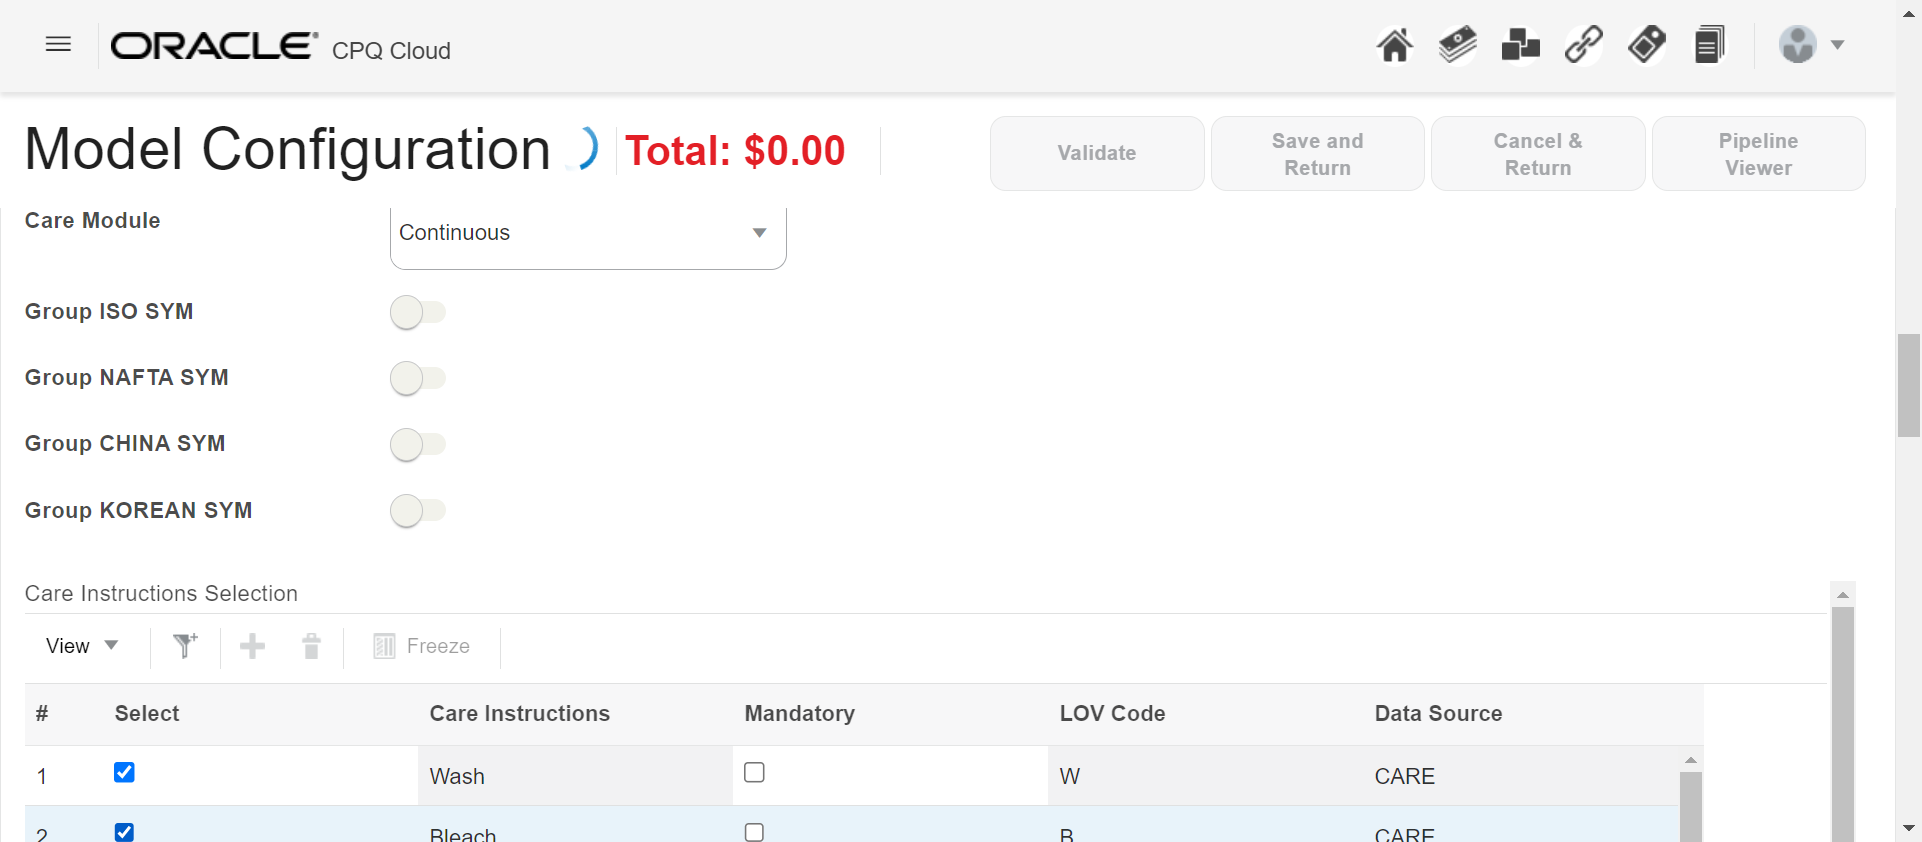 ORACLE® CPQ Cloud
Model Configuration
Total: $0.00
Validate
Save and
Return
Cancel &
Return
Pipeline
Viewer
Care Module
Continuous
Group ISO SYM
Group NAFTA SYM
Group CHINA SYM
Group KOREAN SYM
Care Instructions Selection
View
Freeze
# Select Care Instructions Mandatory LOV Code Data Source
1 Wash W CARE
2 Bleach B CARE